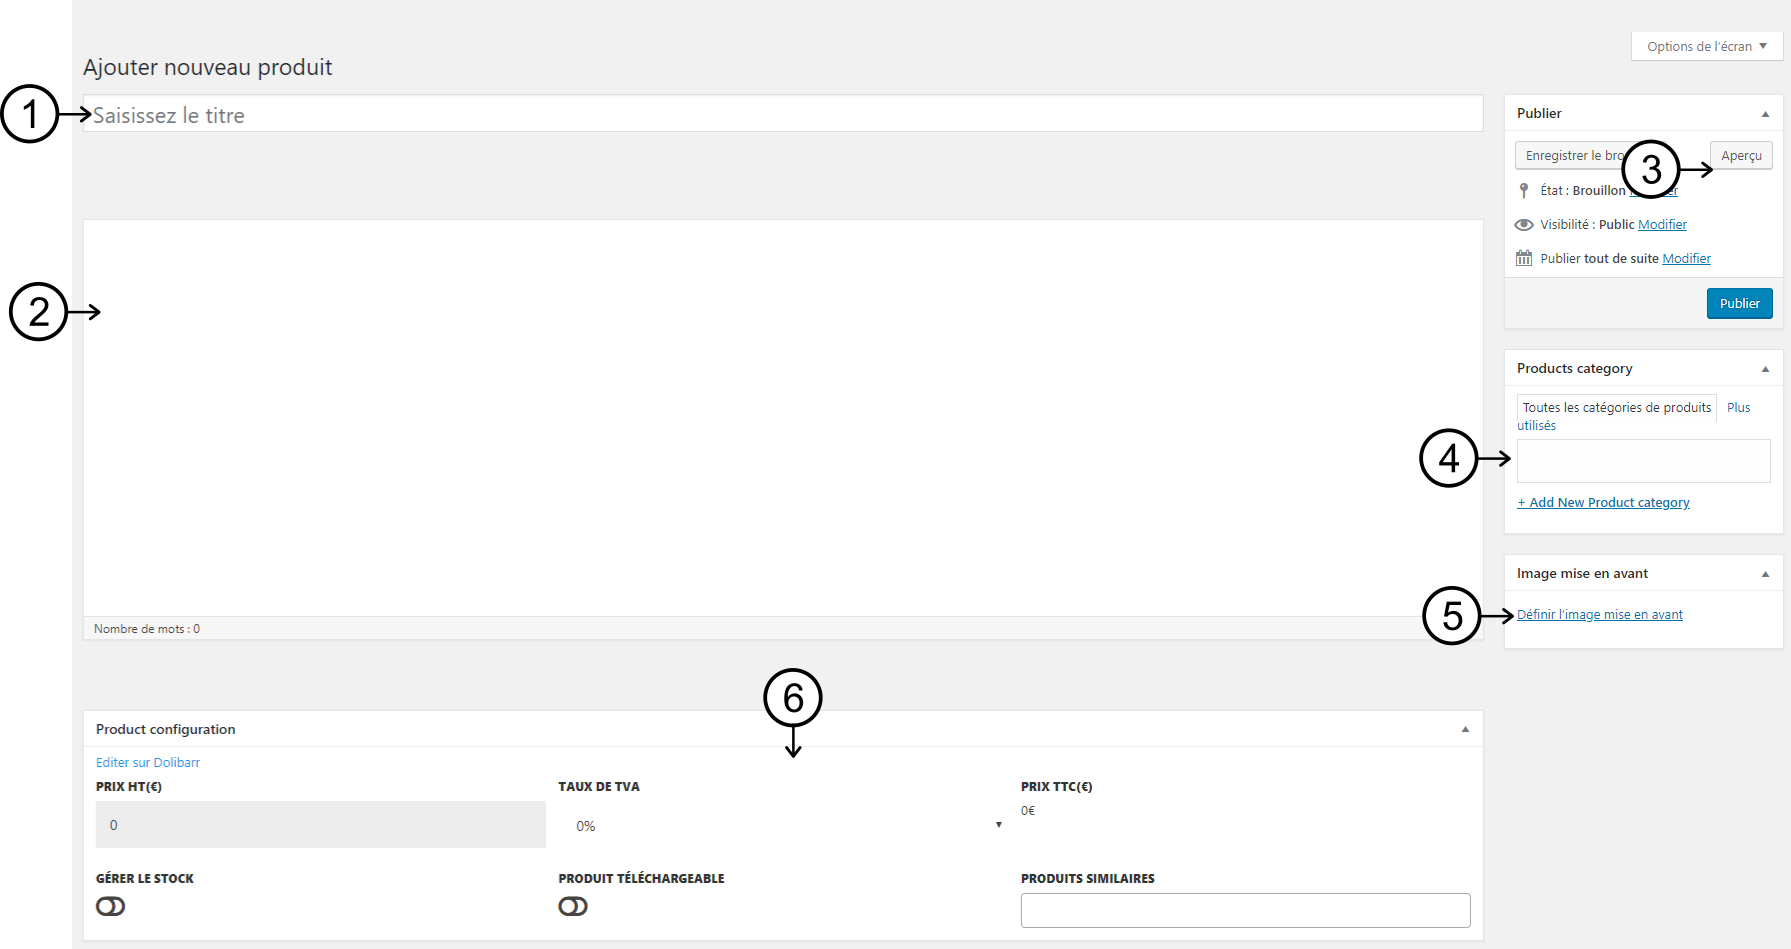 Options de l'écran
Ajouter nouveau produit
1
Saisissez le titre
Publier
Enregistrer le
3
Aperçu
État : Brouillon
Visibilité : Public Modifier
Publier tout de suite Modifier
Publier
2
Nombre de mots : 0
Products category
Toutes les catégories de produits Plus
utilisés
4
+ Add New Product category
Image mise en avant
5
Définir l'image mise en avant
6
Product configuration
Editer sur Dolibarr
PRIX HT(€) TAUX DE TVA PRIX TTC(€)
0 0% 0€
GÉRER LE STOCK PRODUIT TÉLÉCHARGEABLE PRODUITS SIMILAIRES